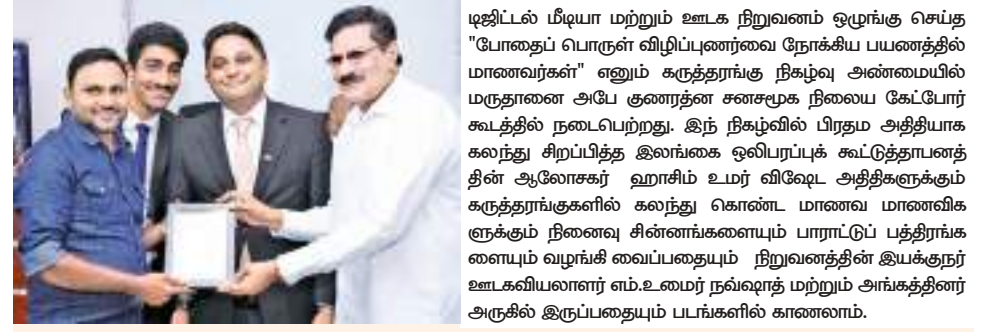 டிஜிட்டல் மீடியா மற்றும் ஊடக நிறுவனம் ஒழுங்கு செய்த
"போதைப் பொருள் விழிப்புணர்வை நோக்கிய பயணத்தில்
மாணவர்கள்" எனும் கருத்தரங்கு நிகழ்வு அண்மையில்
மருதானை அபே குணரத்ன சனசமூக நிலைய கேட்போர்
கூடத்தில் நடைபெற்றது. இந் நிகழ்வில் பிரதம அதிதியாக
கலந்து சிறப்பித்த இலங்கை ஒலிபரப்புக் கூட்டுத்தாபனத்
தின் ஆலோசகர் ஹாசிம் உமர் விஷேட அதிதிகளுக்கும்
கருத்தரங்குகளில் கலந்து கொண்ட மாணவ மாணவிக
ளுக்கும் நினைவு சின்னங்களையும் பாராட்டுப் பத்திரங்க
ளையும் வழங்கி வைப்பதையும் நிறுவனத்தின் இயக்குநர்
ஊடகவியலாளர் எம்.உமைர் நவ்ஷாத் மற்றும் அங்கத்தினர்
அருகில் இருப்பதையும் படங்களில் காணலாம்.